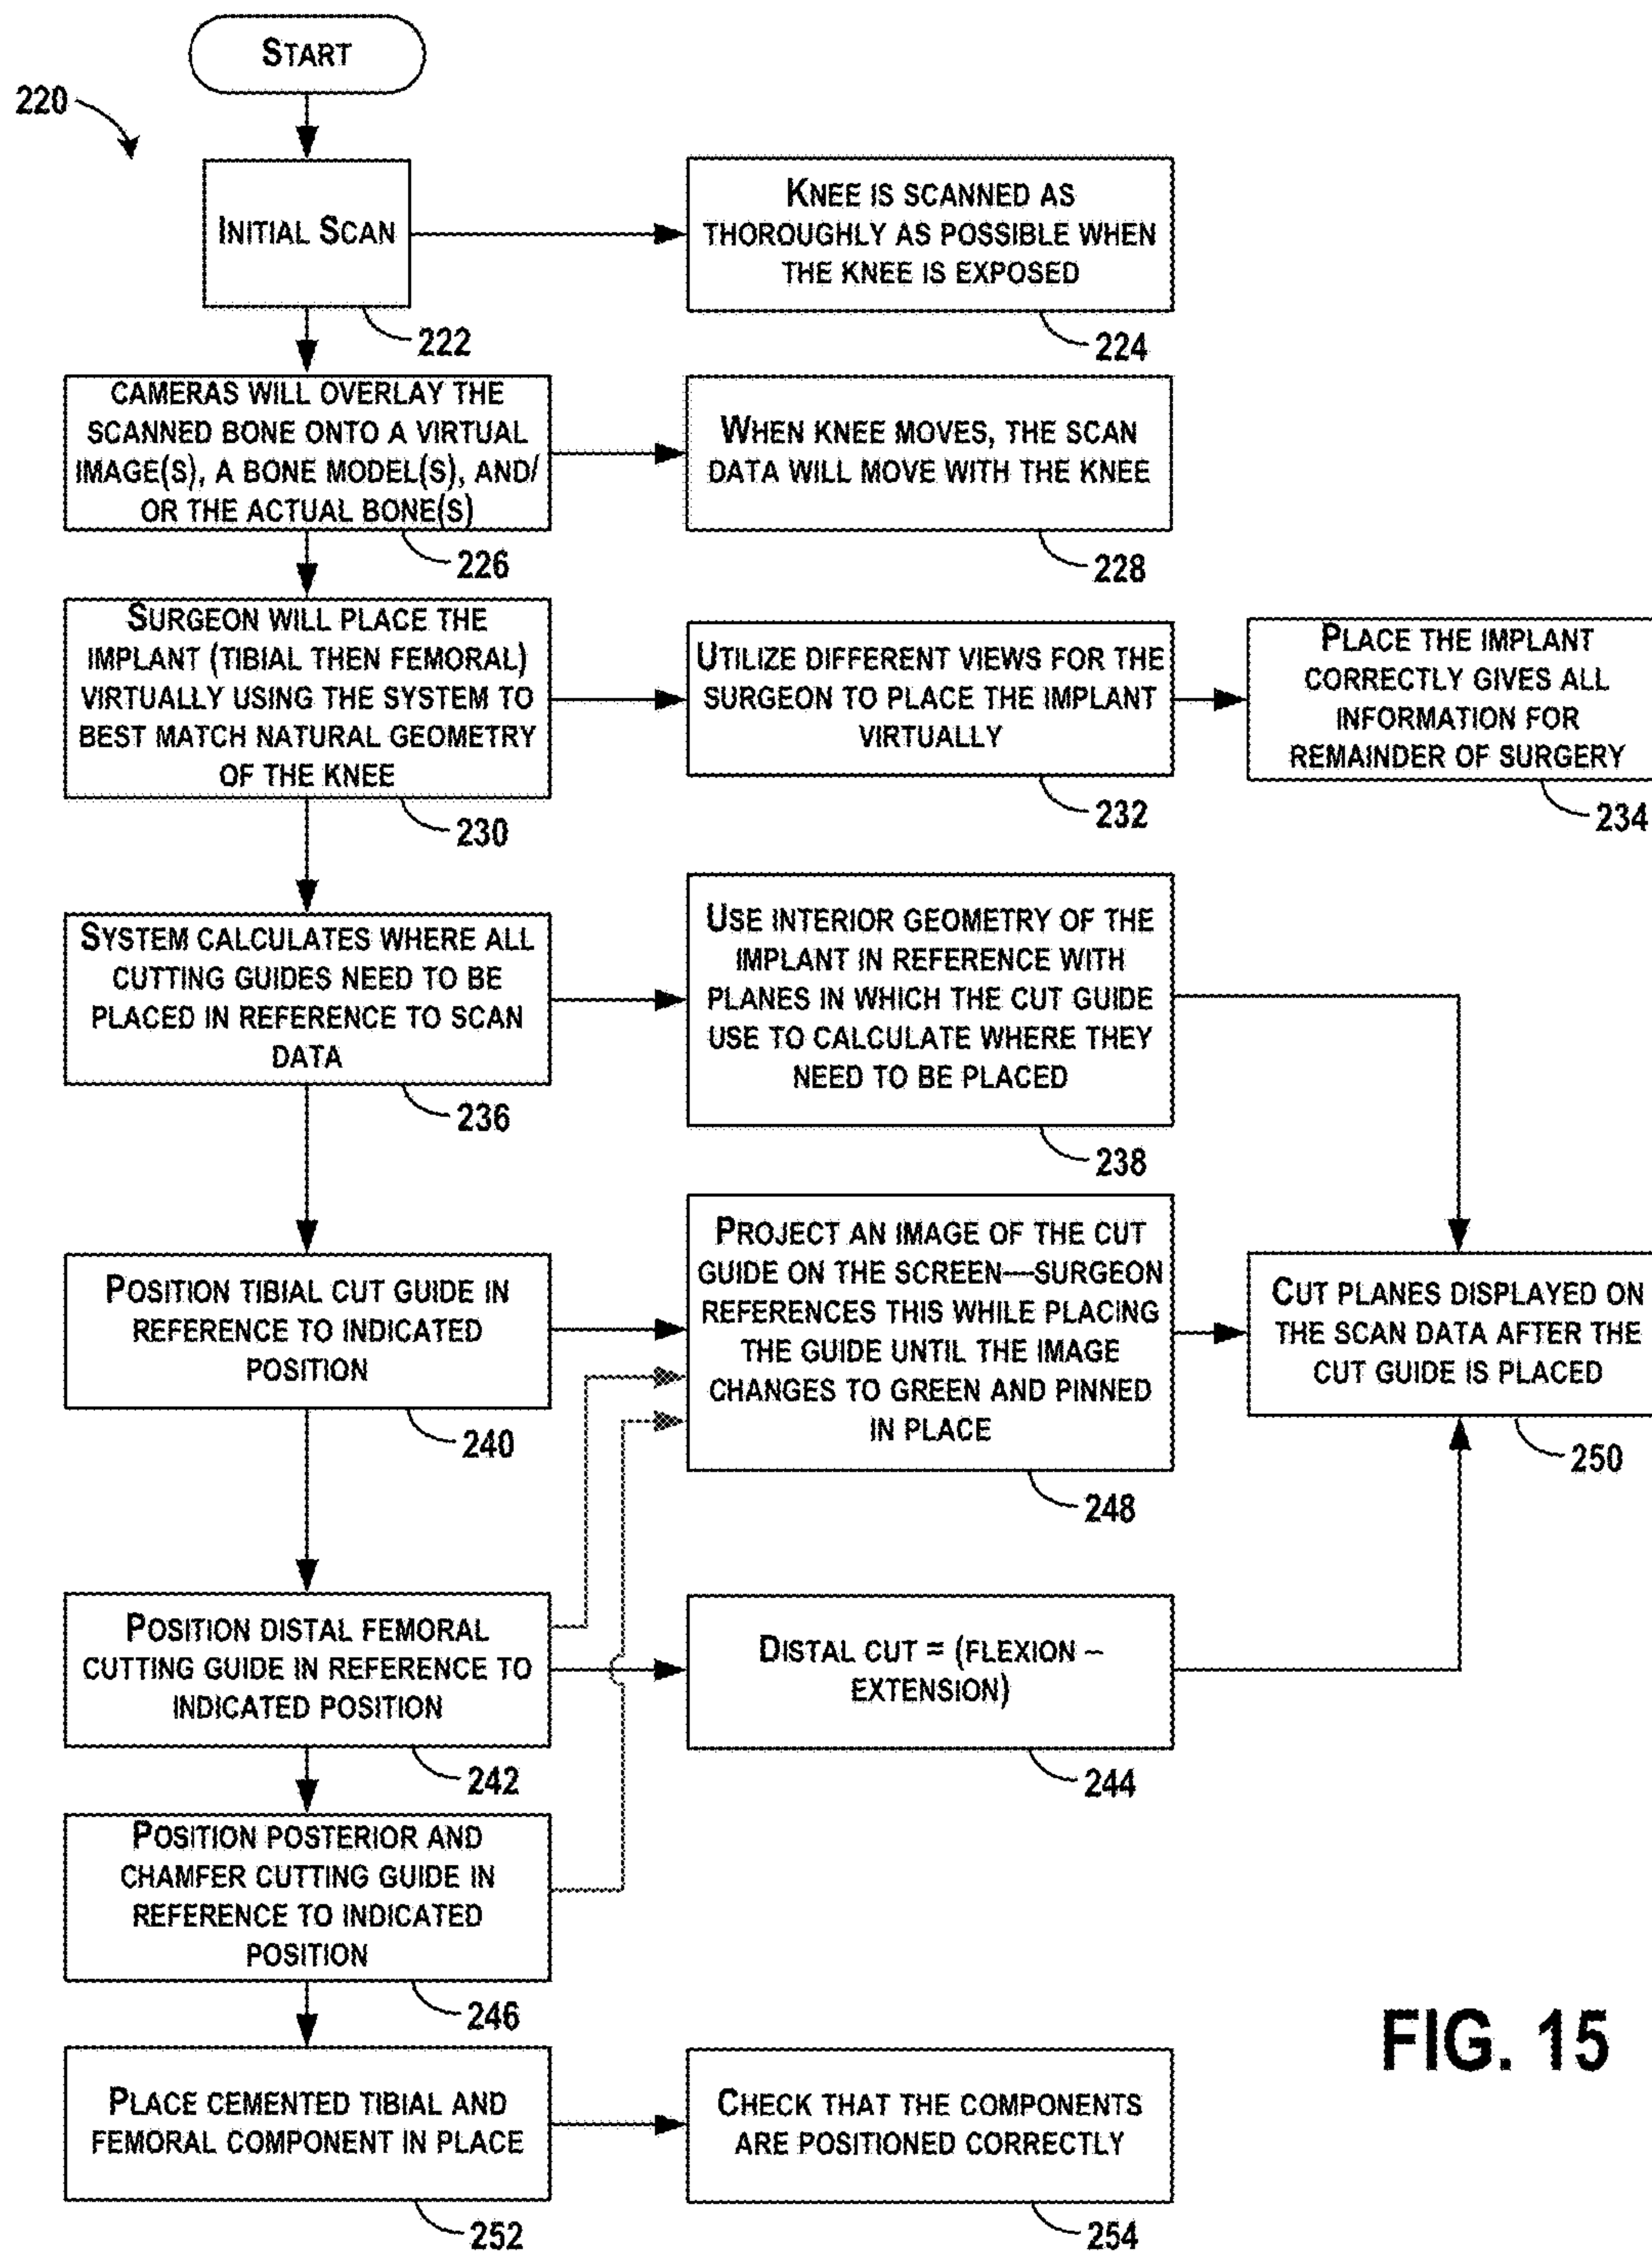 START
220
INITIAL SCAN
222
KNEE IS SCANNED AS
THOROUGHLY AS POSSIBLE WHEN
THE KNEE IS EXPOSED
224
CAMERAS WILL OVERLAY THE
SCANNED BONE ONTO A VIRTUAL
IMAGE(S), A BONE MODEL(S), AND/
OR THE ACTUAL BONE(S)
226
WHEN KNEE MOVES, THE SCAN
DATA WILL MOVE WITH THE KNEE
228
SURGEON WILL PLACE THE
IMPLANT (TIBIAL THEN FEMORAL)
VIRTUALLY USING THE SYSTEM TO
BEST MATCH NATURAL GEOMETRY
OF THE KNEE
230
UTILIZE DIFFERENT VIEWS FOR THE
SURGEON TO PLACE THE IMPLANT
VIRTUALLY
232
PLACE THE IMPLANT
CORRECTLY GIVES ALL
INFORMATION FOR
REMAINDER OF SURGERY
234
SYSTEM CALCULATES WHERE ALL
CUTTING GUIDES NEED TO BE
PLACED IN REFERENCE TO SCAN
DATA
236
USE INTERIOR GEOMETRY OF THE
IMPLANT IN REFERENCE WITH
PLANES IN WHICH THE CUT GUIDE
USE TO CALCULATE WHERE THEY
NEED TO BE PLACED
238
POSITION TIBIAL CUT GUIDE IN
REFERENCE TO INDICATED
POSITION
240
PROJECT AN IMAGE OF THE CUT
GUIDE ON THE SCREEN—SURGEON
REFERENCES THIS WHILE PLACING
THE GUIDE UNTIL THE IMAGE
CHANGES TO GREEN AND PINNED
IN PLACE
248
CUT PLANES DISPLAYED ON
THE SCAN DATA AFTER THE
CUT GUIDE IS PLACED
250
POSITION DISTAL FEMORAL
CUTTING GUIDE IN REFERENCE TO
INDICATED POSITION
242
DISTAL CUT = (FLEXION –
EXTENSION)
244
POSITION POSTERIOR AND
CHAMFER CUTTING GUIDE IN
REFERENCE TO INDICATED
POSITION
246
PLACE CEMENTED TIBIAL AND
FEMORAL COMPONENT IN PLACE
252
CHECK THAT THE COMPONENTS
ARE POSITIONED CORRECTLY
254
FIG. 15